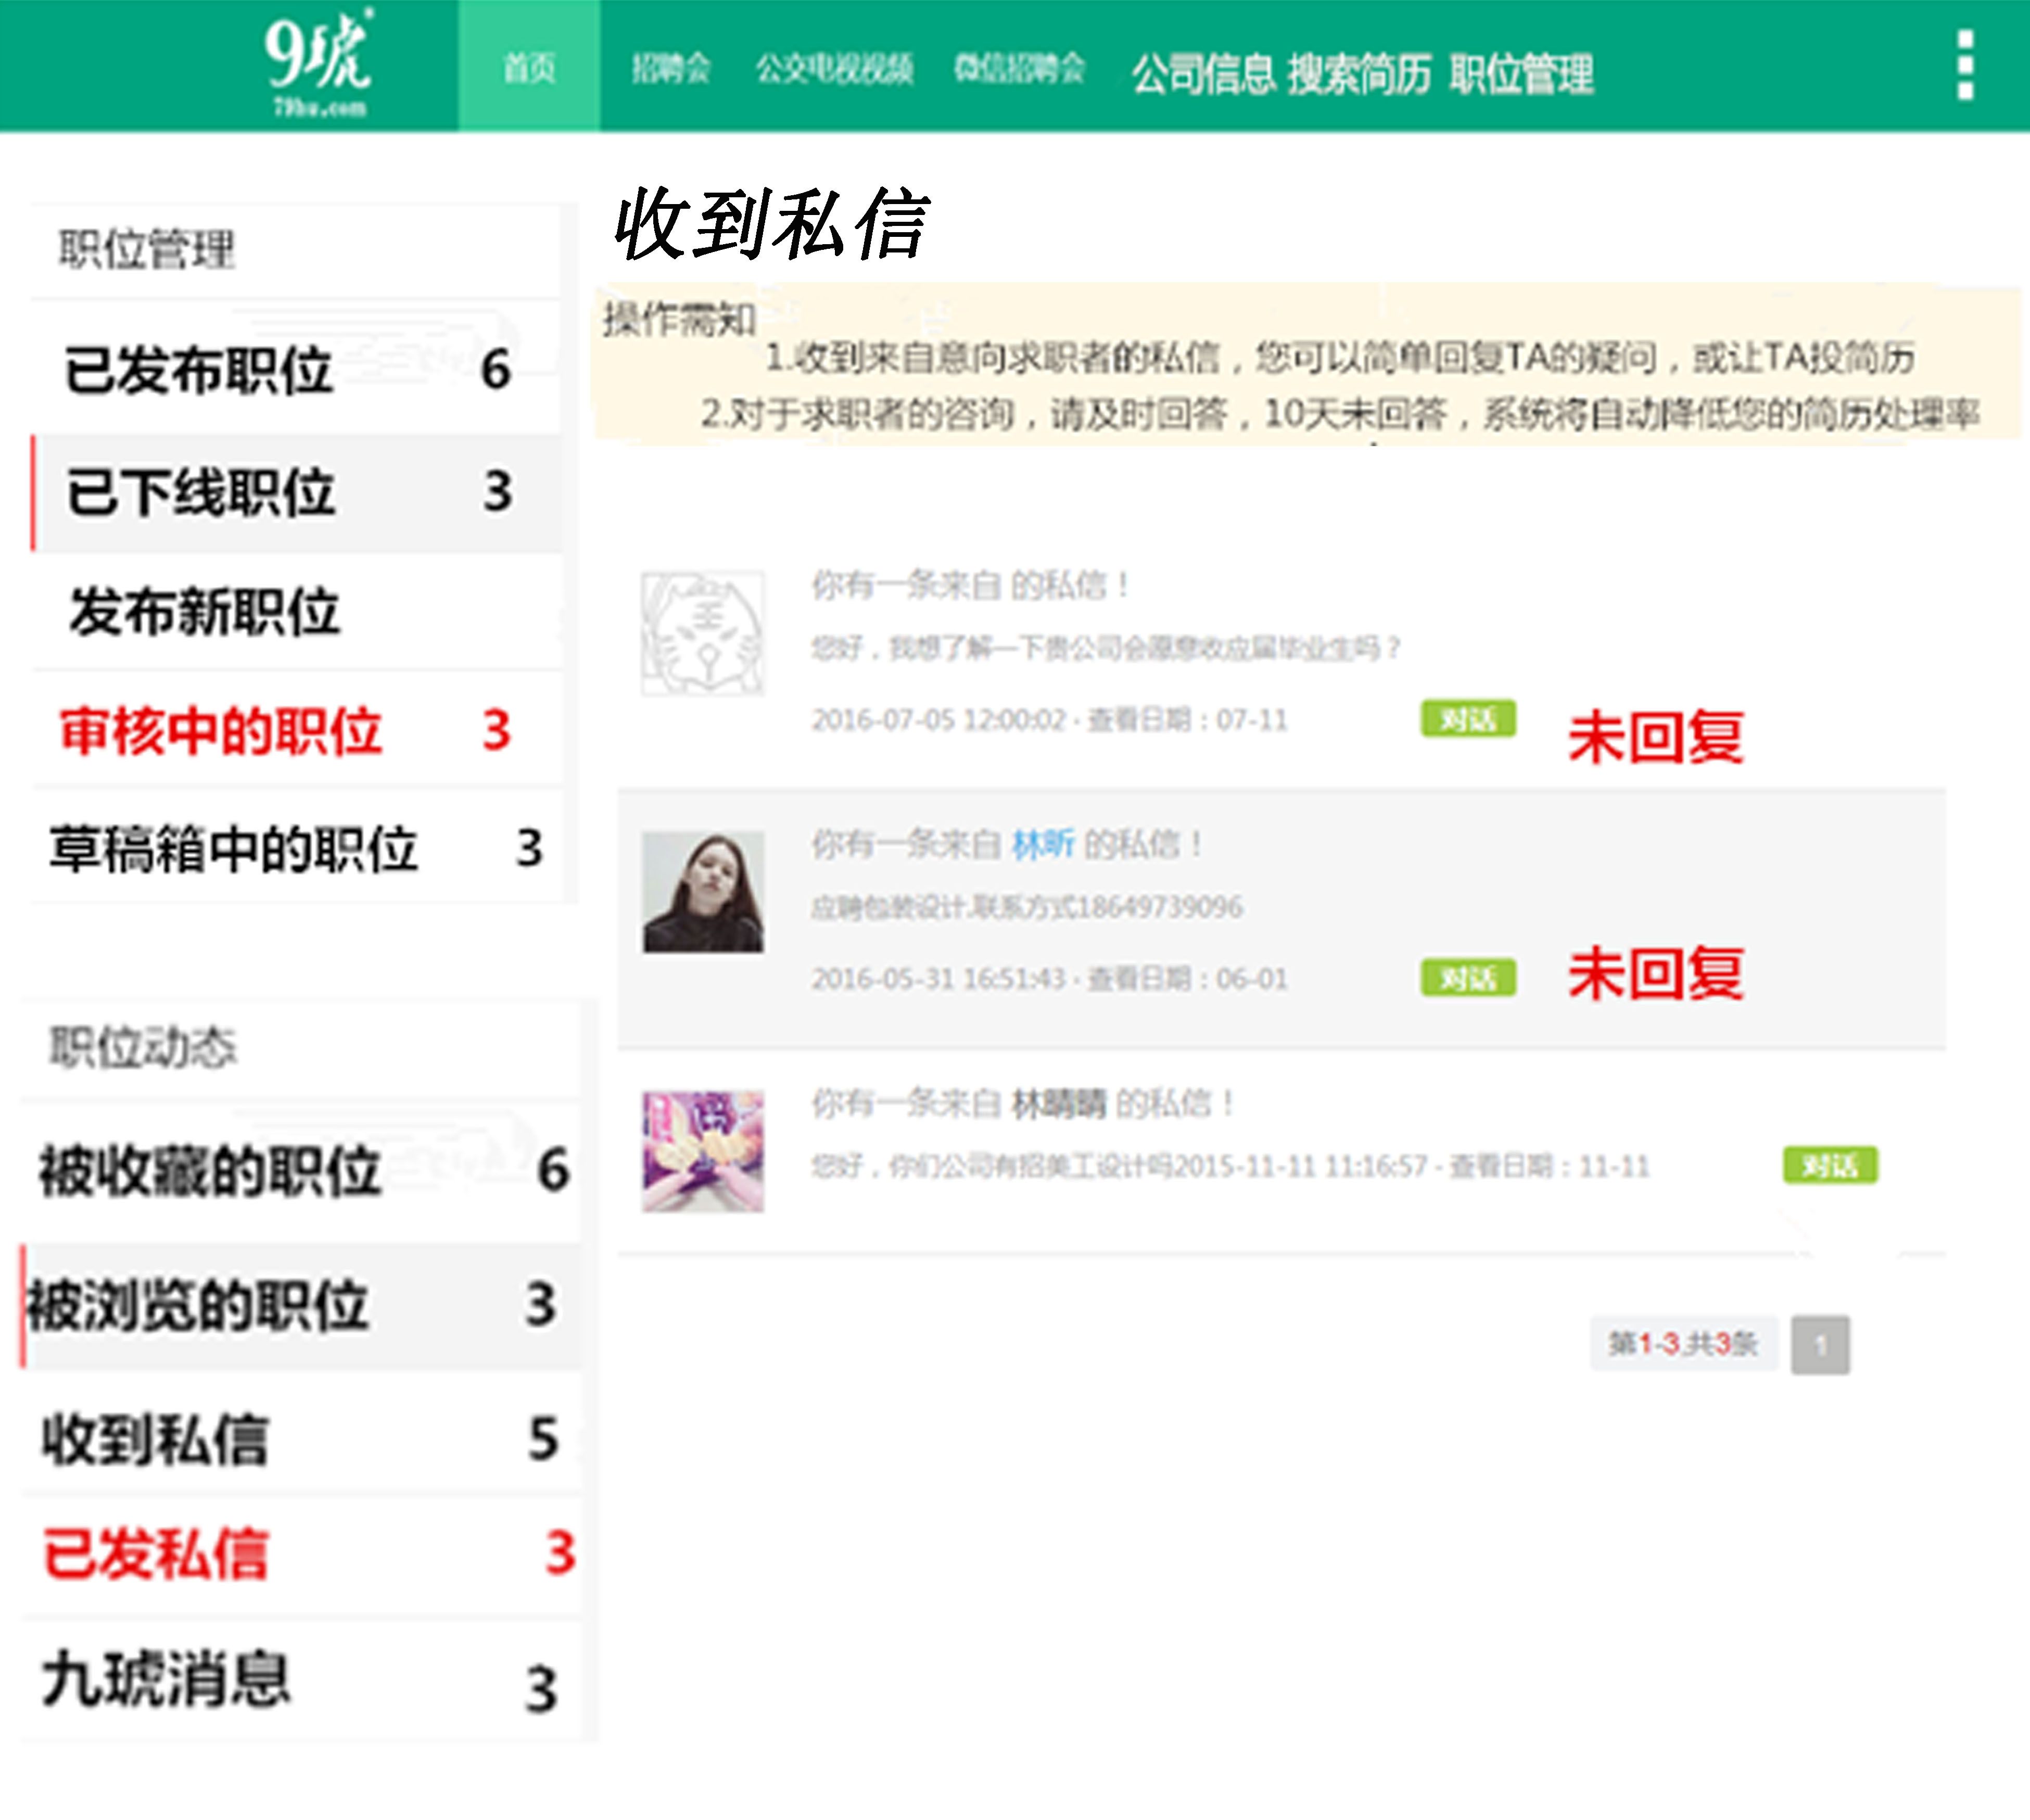 9琥
79hu.com
首页 招聘会 公交电视视频 微信招聘会 公司信息 搜索简历 职位管理
职位管理
已发布职位 6
已下线职位 3
发布新职位
审核中的职位 3
草稿箱中的职位 3
职位动态
被收藏的职位 6
被浏览的职位 3
收到私信 5
已发私信 3
九琥消息 3
收到私信
操作需知
1.收到来自意向求职者的私信，您可以简单回复TA的疑问，或让TA投简历
2.对于求职者的咨询，请及时回答，10天未回答，系统将自动降低您的简历处理率
你有一条来自 的私信！
您好，我想了解一下贵公司会愿意收应届毕业生吗？
2016-07-05 12:00:02 · 查看日期：07-11 对话 未回复
你有一条来自 林昕 的私信！
应聘包装设计.联系方式18649739096
2016-05-31 16:51:43 · 查看日期：06-01 对话 未回复
你有一条来自 林晴晴 的私信！
您好，你们公司有招美工设计吗2015-11-11 11:16:57 - 查看日期：11-11 对话
第1-3,共3条 1